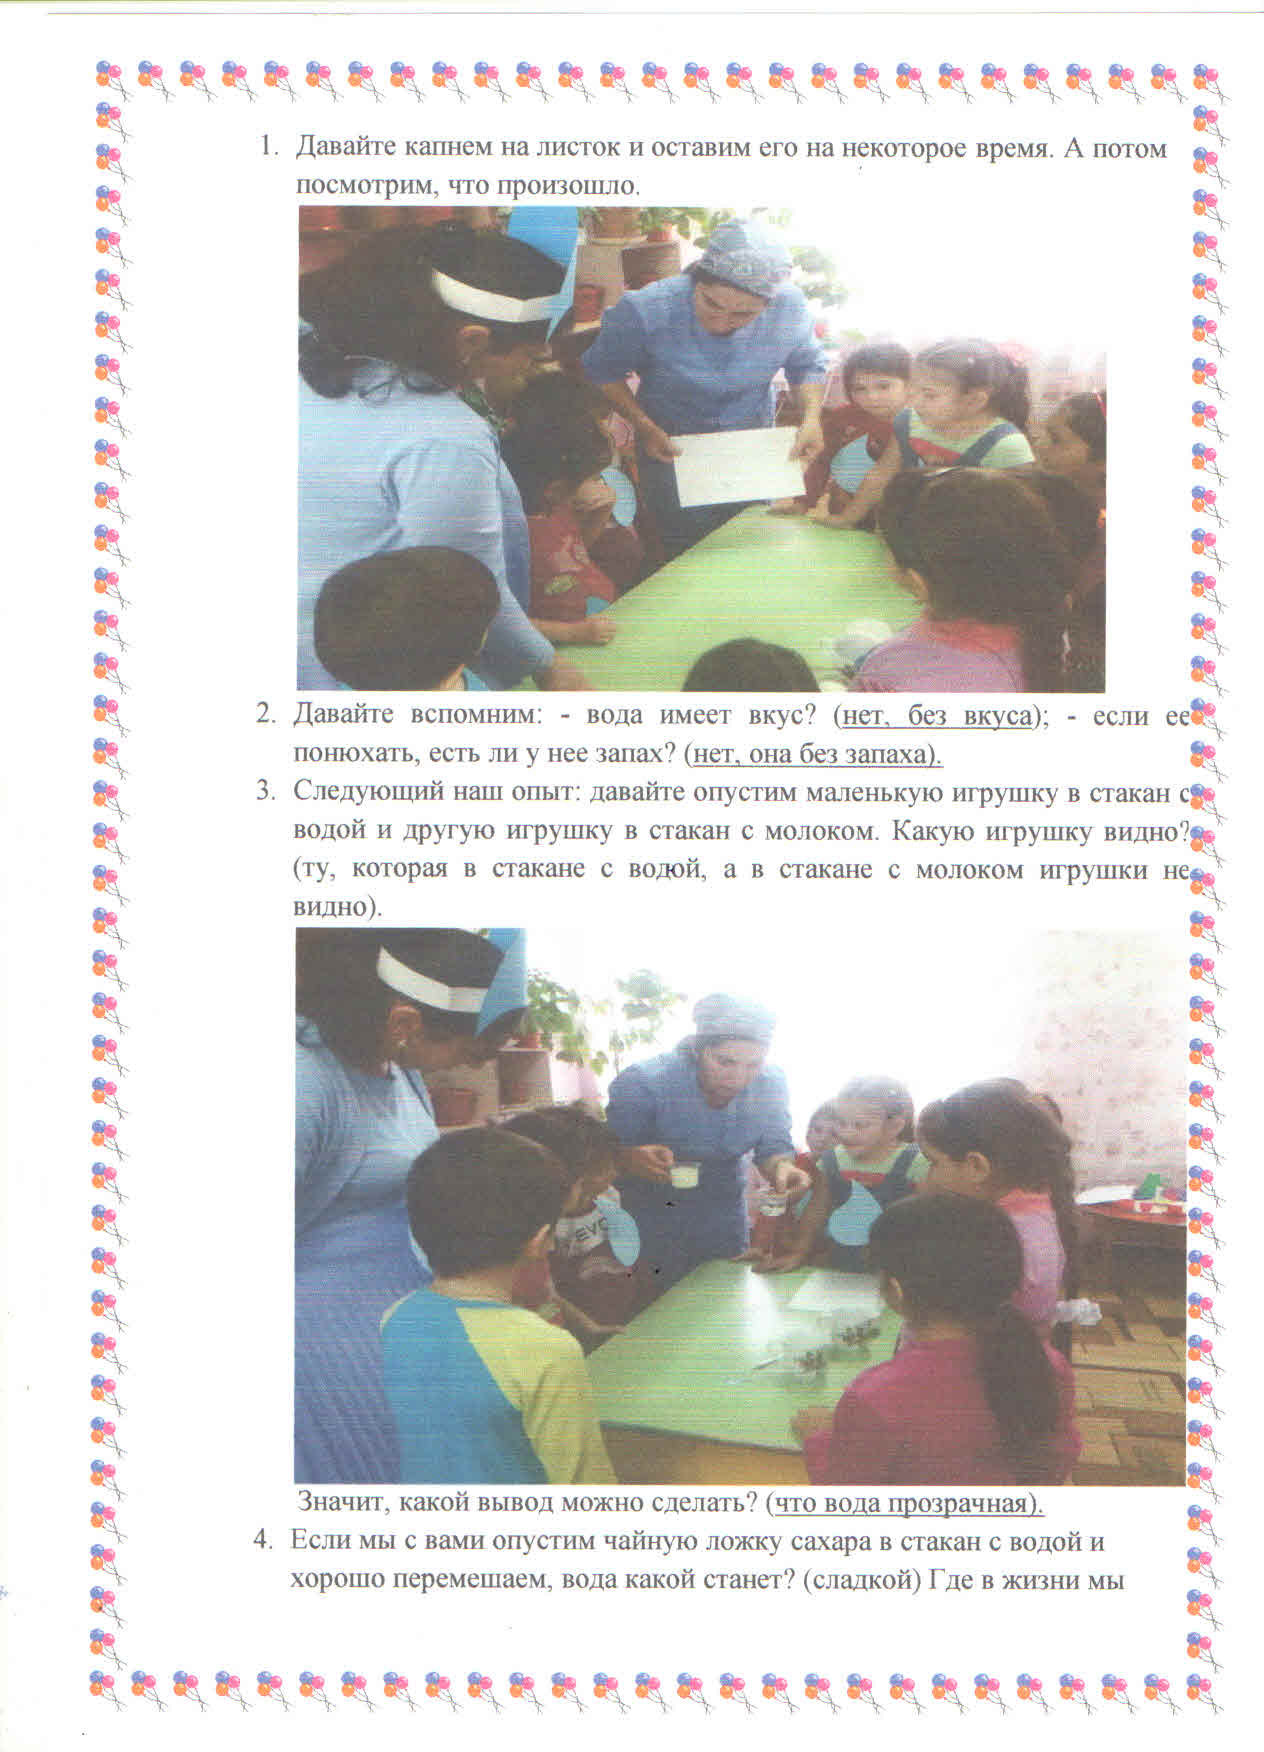 1. Давайте капнем на листок и оставим его на некоторое время. А потом
посмотрим, что произошло.
2. Давайте вспомним: - вода имеет вкус? (нет, без вкуса); - если ее
понюхать, есть ли у нее запах? (нет, она без запаха).
3. Следующий наш опыт: давайте опустим маленькую игрушку в стакан с
водой и другую игрушку в стакан с молоком. Какую игрушку видно?
(ту, которая в стакане с водой, а в стакане с молоком игрушки не
видно).
Значит, какой вывод можно сделать? (что вода прозрачная).
4. Если мы с вами опустим чайную ложку сахара в стакан с водой и
хорошо перемешаем, вода какой станет? (сладкой) Где в жизни мы